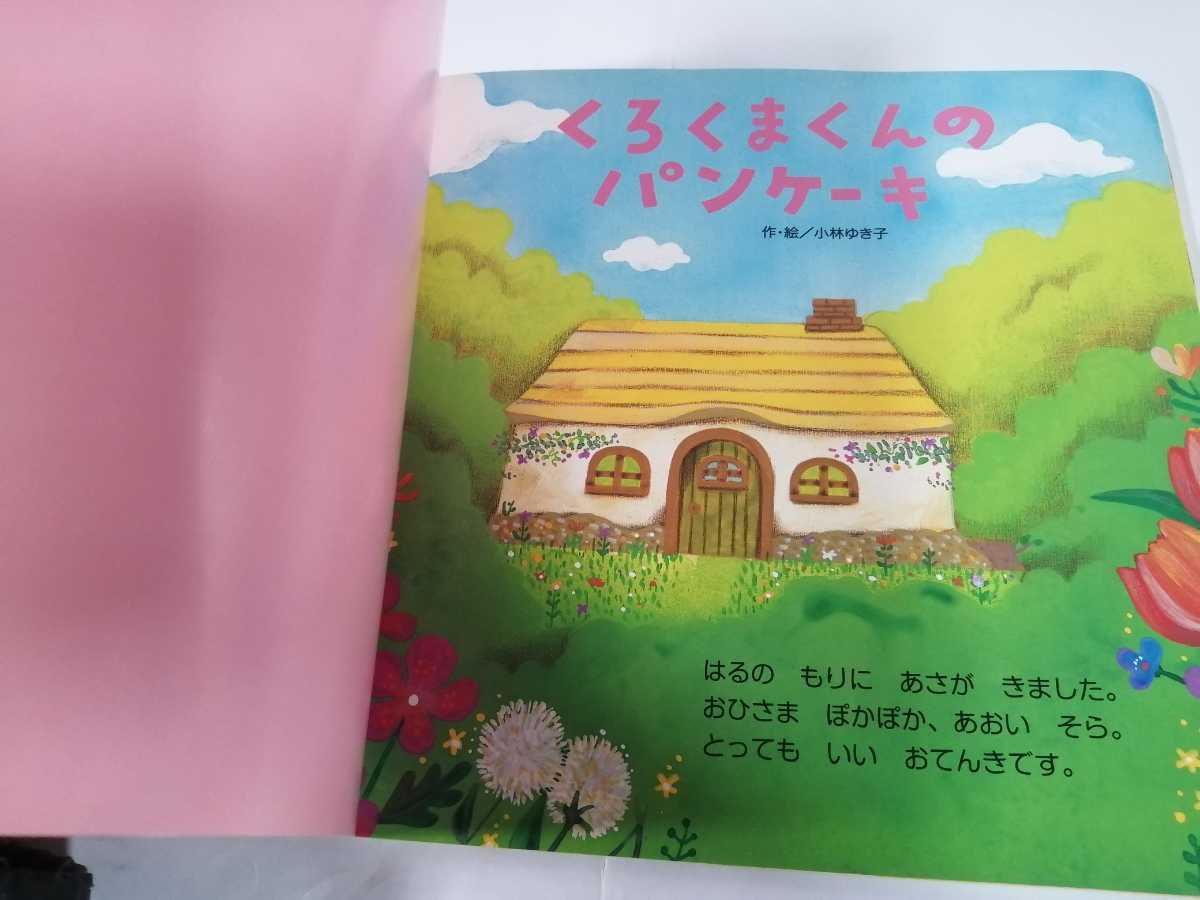 くろくまくんの
パンケーキ
作・絵／小林ゆき子
はるの　もりに　あさが　きました。
おひさま　ぽかぽか、あおい　そら。
とっても　いい　おてんきです。